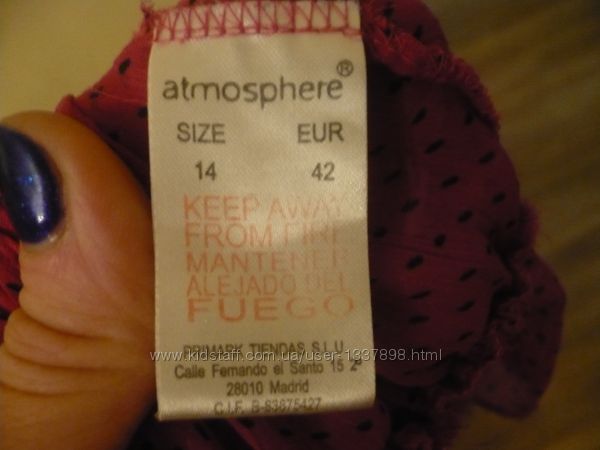 atmosphere®
SIZE EUR
14 42
KEEP AWAY
FROM FIRE
MANTENER
ALEJADO DEL
FUEGO
PRIMARK TIENDAS S.L.U.
www.kidstaff.com.ua/user-1337898.html
Calle Fernando el Santo 15 2º
28010 Madrid
C.I.F. B-83675427